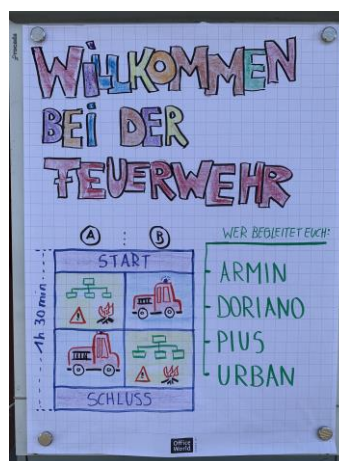 WILLKOMMEN
BEI DER
FEUERWEHR
A B
WER BEGLEITET EUCH:
START
ARMIN
DORIANO
1h 30 min
PIUS
URBAN
SCHLUSS
Office World